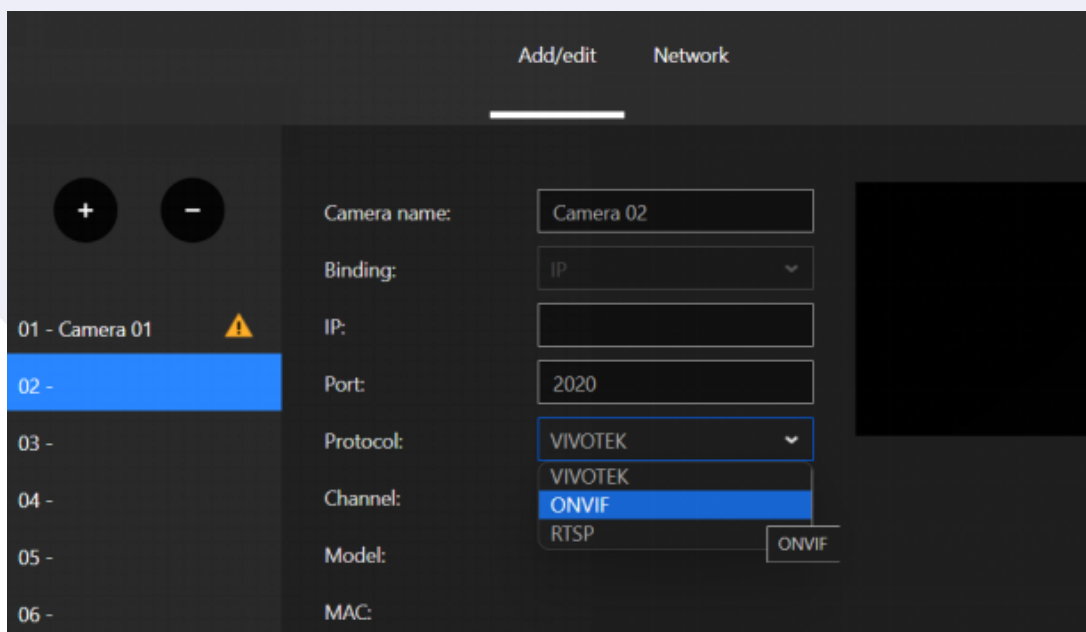 Add/edit Network
+ −
Camera name: Camera 02
Binding: IP
01 - Camera 01 IP:
02 - Port: 2020
03 - Protocol: VIVOTEK
VIVOTEK
04 - Channel: ONVIF
RTSP
ONVIF
05 - Model:
06 - MAC: